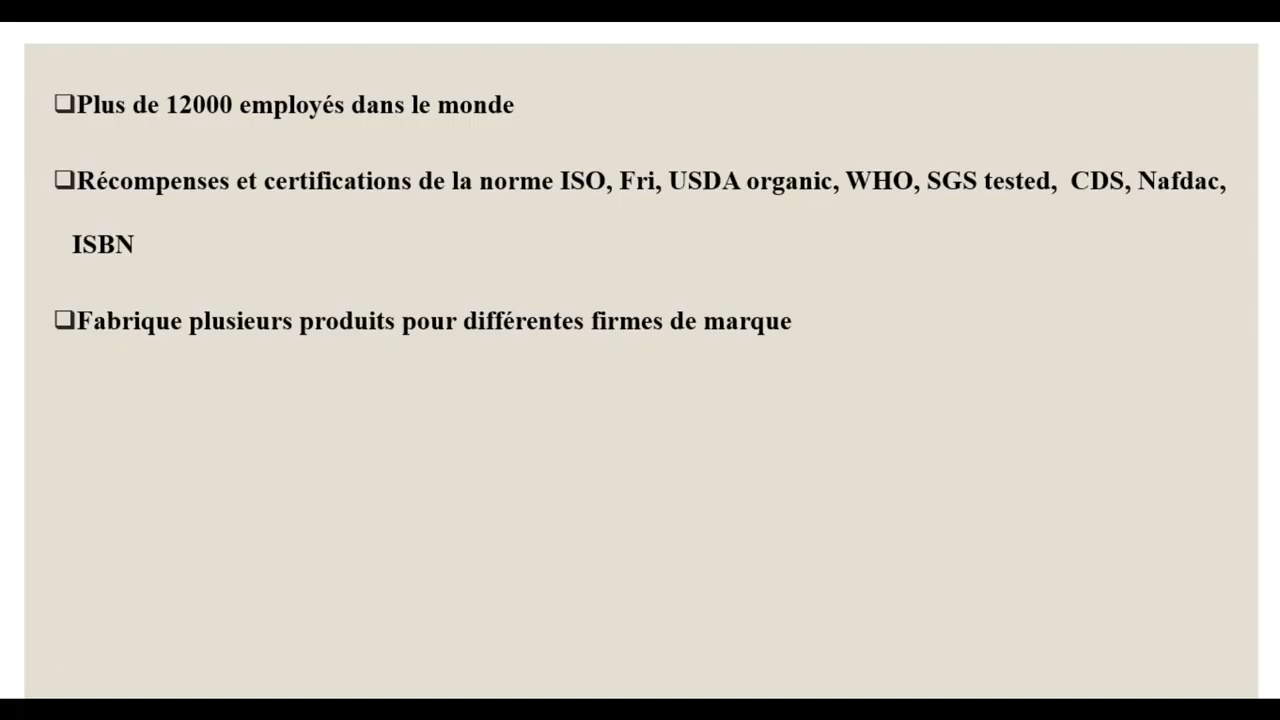 ❑Plus de 12000 employés dans le monde
❑Récompenses et certifications de la norme ISO, Fri, USDA organic, WHO, SGS tested,  CDS, Nafdac,
ISBN
❑Fabrique plusieurs produits pour différentes firmes de marque